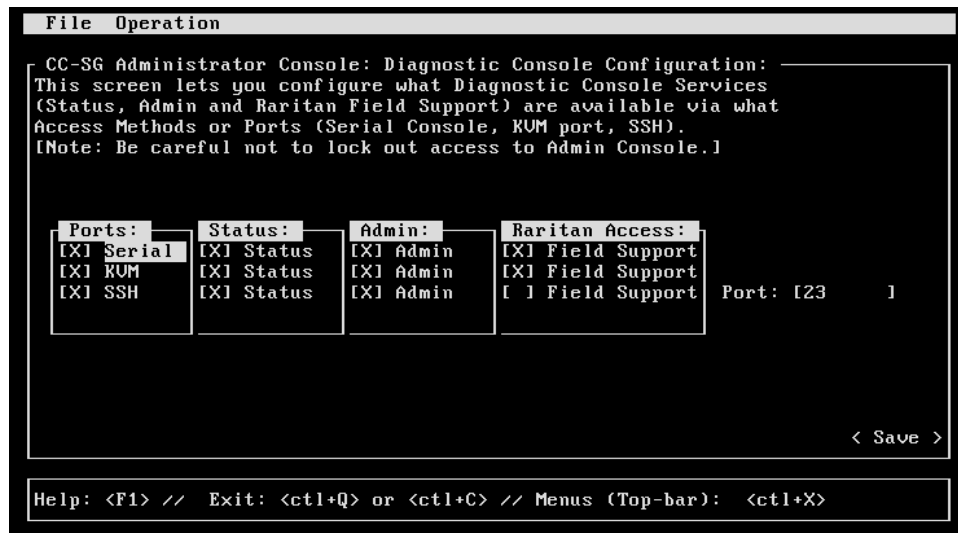 File  Operation
CC-SG Administrator Console: Diagnostic Console Configuration:
This screen lets you configure what Diagnostic Console Services
(Status, Admin and Raritan Field Support) are available via what
Access Methods or Ports (Serial Console, KVM port, SSH).
[Note: Be careful not to lock out access to Admin Console.]
Ports:  Status:  Admin:  Raritan Access:
[X] Serial  [X] Status  [X] Admin  [X] Field Support
[X] KVM  [X] Status  [X] Admin  [X] Field Support
[X] SSH  [X] Status  [X] Admin  [ ] Field Support  Port: [23      ]
< Save >
Help: <F1> //  Exit: <ctl+Q> or <ctl+C> // Menus (Top-bar):  <ctl+X>